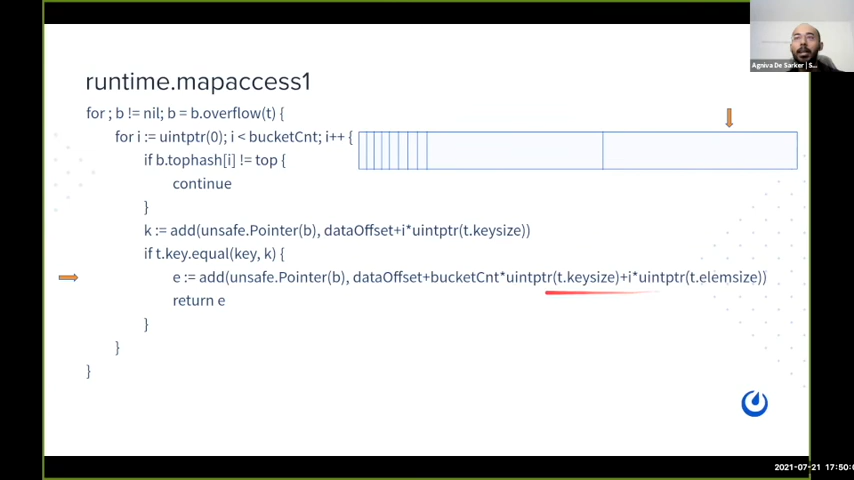 runtime.mapaccess1
for ; b != nil; b = b.overflow(t) {
for i := uintptr(0); i < bucketCnt; i++ {
if b.tophash[i] != top {
continue
}
k := add(unsafe.Pointer(b), dataOffset+i*uintptr(t.keysize))
if t.key.equal(key, k) {
e := add(unsafe.Pointer(b), dataOffset+bucketCnt*uintptr(t.keysize)+i*uintptr(t.elemsize))
return e
}
}
}
Agniva De Sarker | S...
2021-07-21 17:50:0